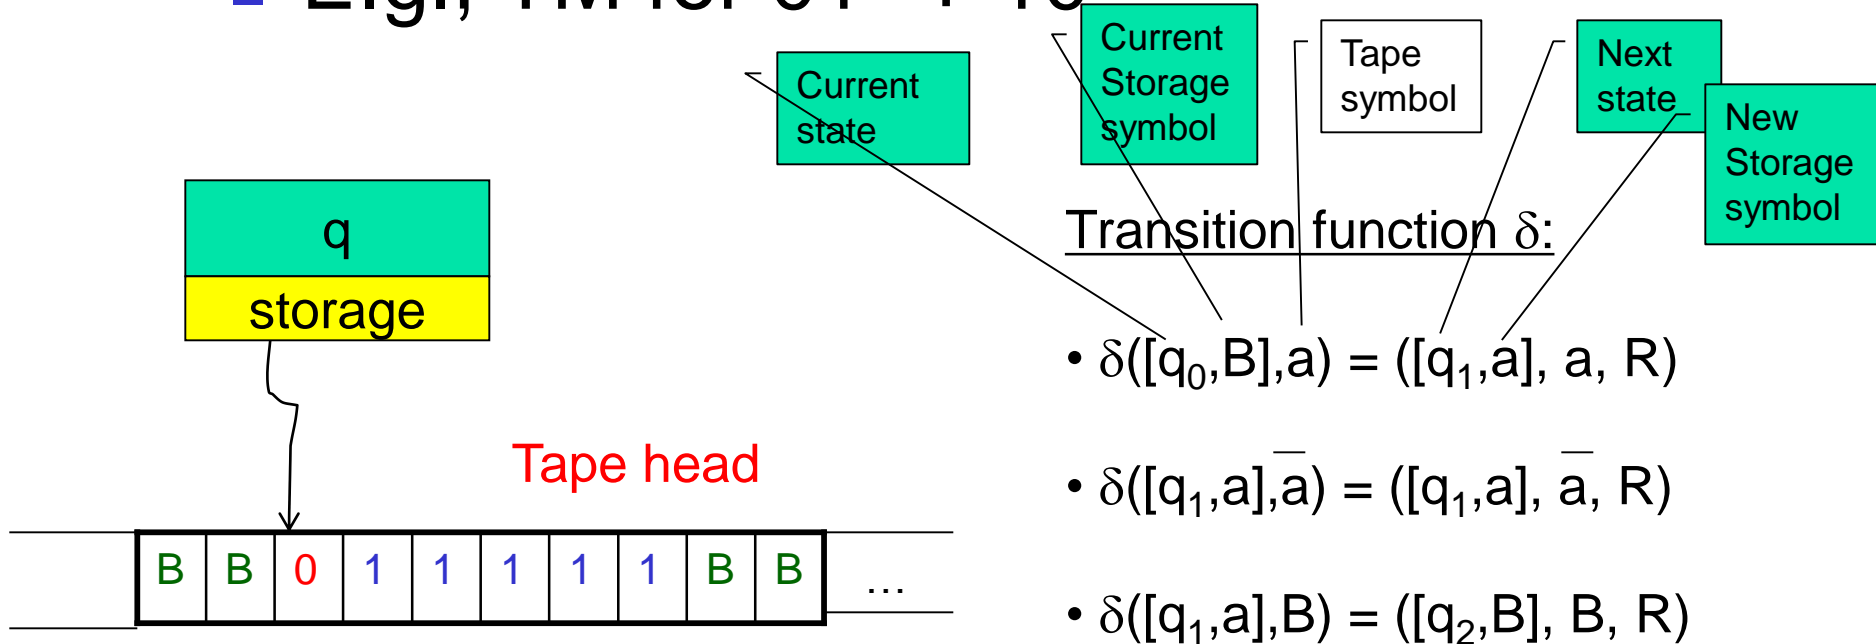 Current
state
Current
Storage
symbol
Tape
symbol
Next
state
New
Storage
symbol
q
storage
Transition function δ:
• δ([q₀,B],a) = ([q₁,a], a, R)
Tape head
• δ([q₁,a],a̅) = ([q₁,a], a̅, R)
B B 0 1 1 1 1 1 B B ...
• δ([q₁,a],B) = ([q₂,B], B, R)